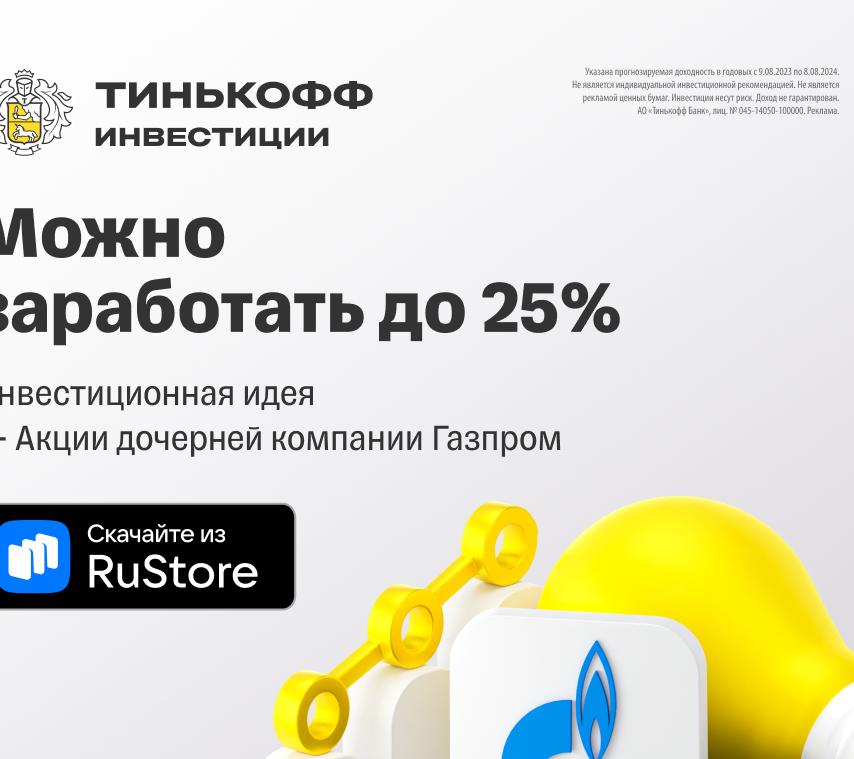 ТИНЬКОФФ
ИНВЕСТИЦИИ
Указана прогнозируемая доходность в годовых с 9.08.2023 по 8.08.2024.
Не является индивидуальной инвестиционной рекомендацией. Не является
рекламой ценных бумаг. Инвестиции несут риск. Доход не гарантирован.
АО «Тинькофф Банк», лиц. № 045-14050-100000. Реклама.
Можно
заработать до 25%
нвестиционная идея
- Акции дочерней компании Газпром
Скачайте из
RuStore